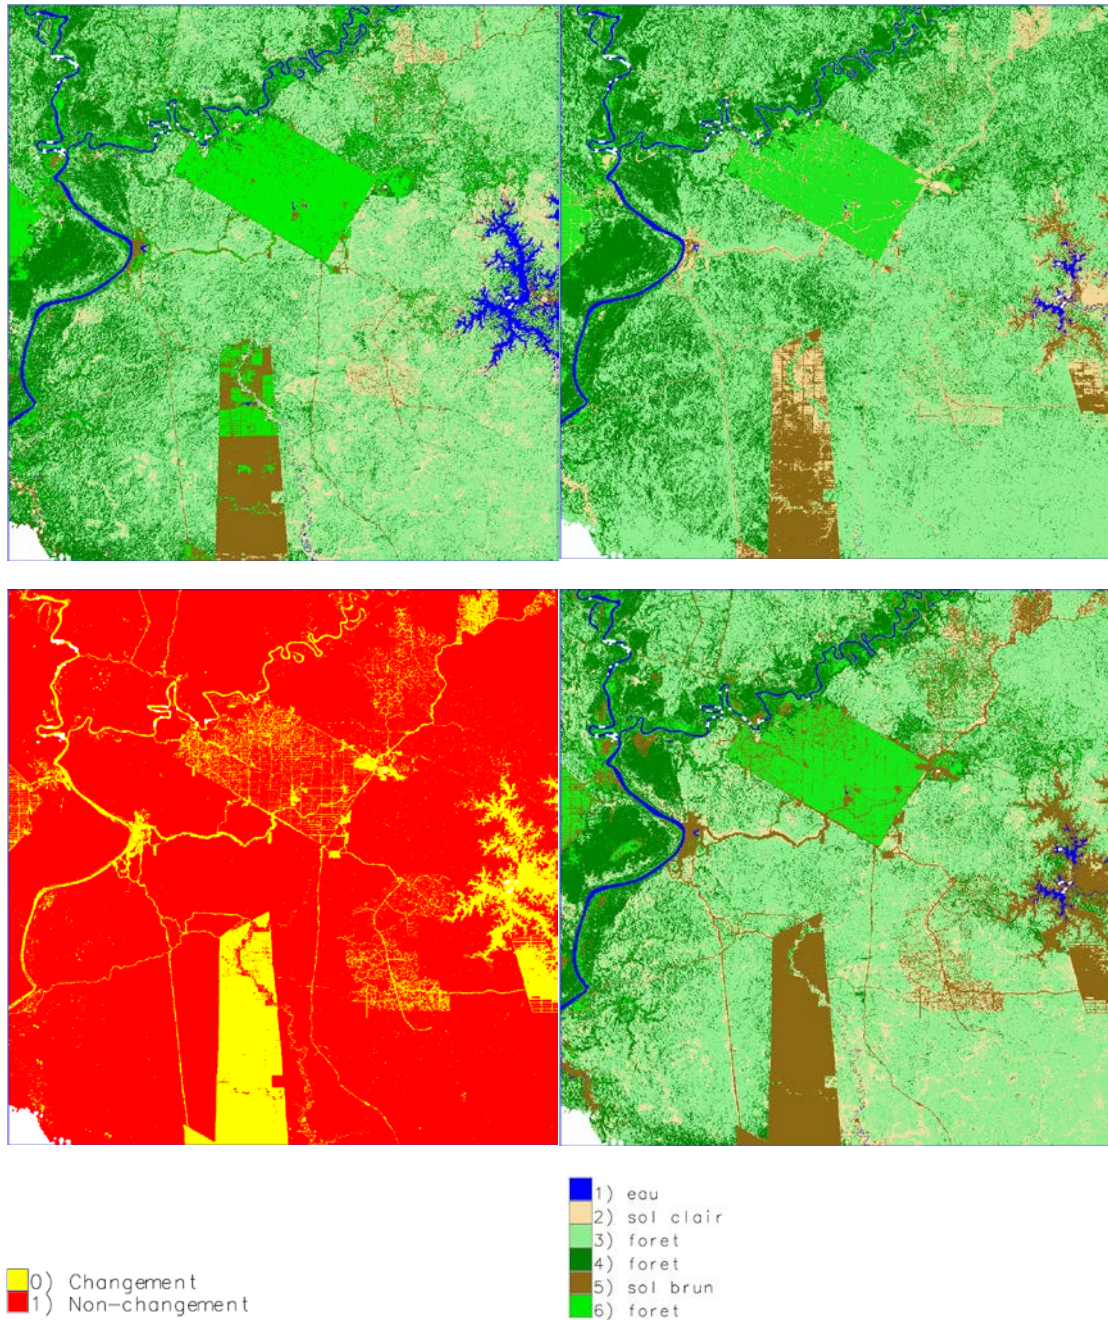 0) Changement
1) Non-changement
1) eau
2) sol clair
3) foret
4) foret
5) sol brun
6) foret